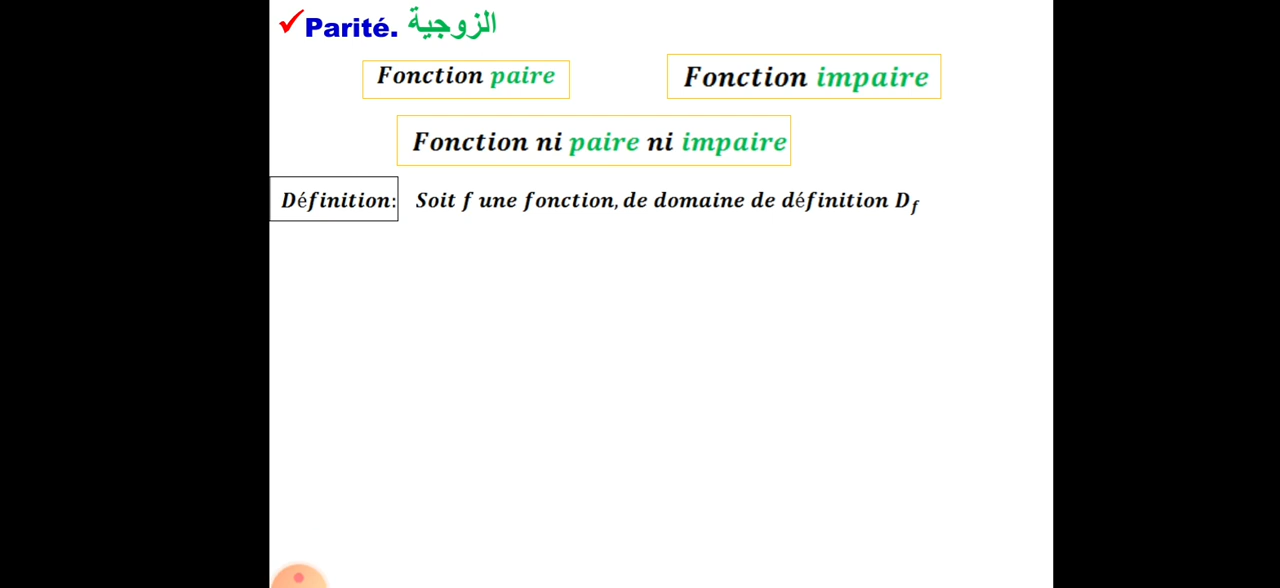 Parité. الزوجية
Fonction paire
Fonction impaire
Fonction ni paire ni impaire
Définition: Soit f une fonction, de domaine de définition D_f